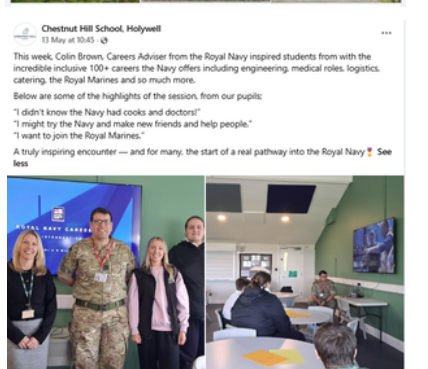 Chestnut Hill School, Holywell
13 May at 10:45 ·
This week, Colin Brown, Careers Adviser from the Royal Navy inspired students from with the
incredible inclusive 100+ careers the Navy offers including engineering, medical roles, logistics,
catering, the Royal Marines and so much more.
Below are some of the highlights of the session, from our pupils:
"I didn't know the Navy had cooks and doctors!"
"I might try the Navy and make new friends and help people."
"I want to join the Royal Marines."
A truly inspiring encounter — and for many, the start of a real pathway into the Royal Navy🎖 See
less
ROYAL NAVY CAREER